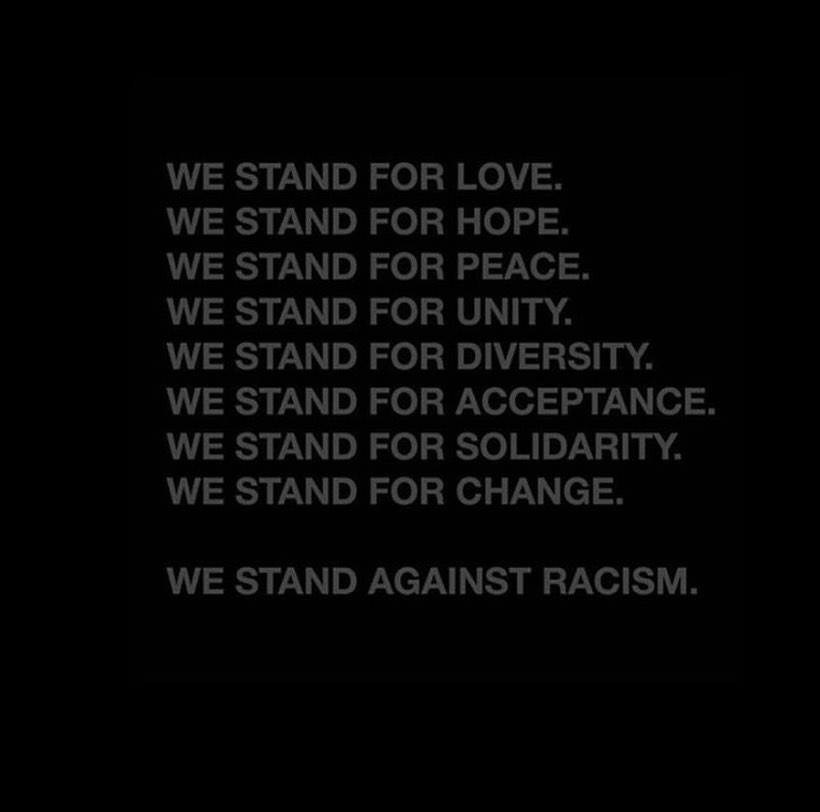 WE STAND FOR LOVE.
WE STAND FOR HOPE.
WE STAND FOR PEACE.
WE STAND FOR UNITY.
WE STAND FOR DIVERSITY.
WE STAND FOR ACCEPTANCE.
WE STAND FOR SOLIDARITY.
WE STAND FOR CHANGE.
WE STAND AGAINST RACISM.